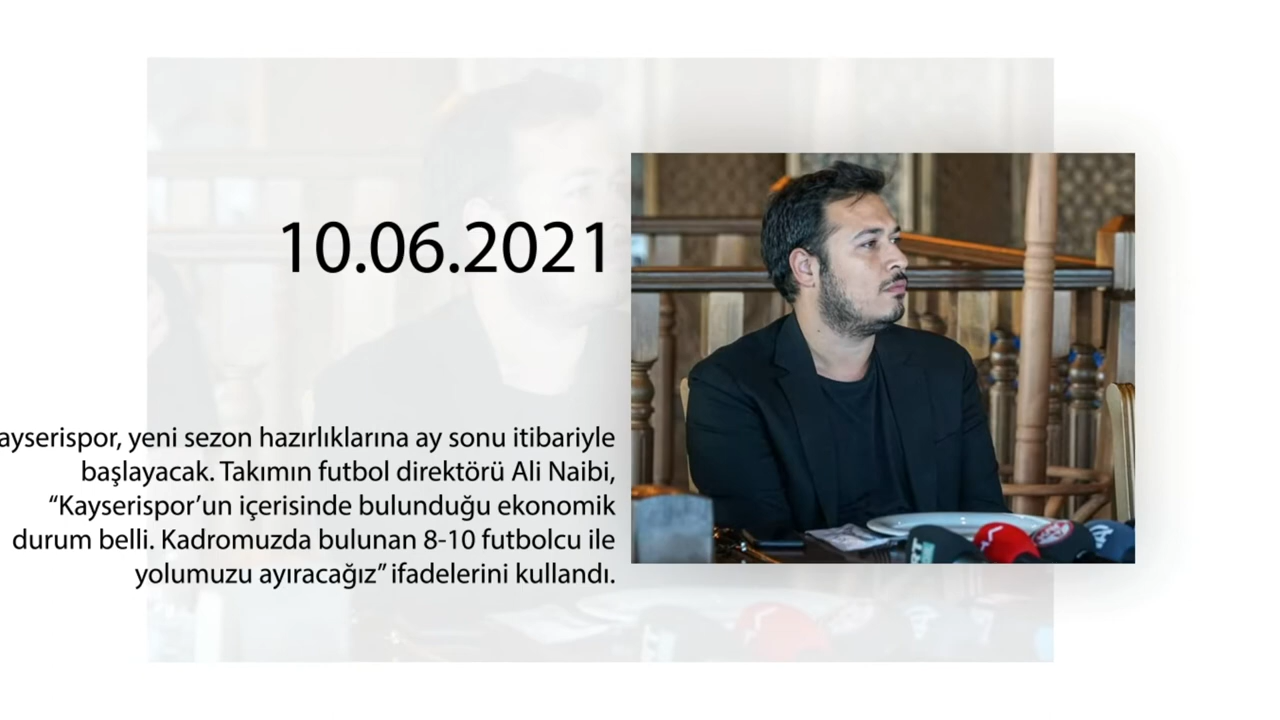 10.06.2021
ayserispor, yeni sezon hazırlıklarına ay sonu itibariyle
başlayacak. Takımın futbol direktörü Ali Naibi,
“Kayserispor’un içerisinde bulunduğu ekonomik
durum belli. Kadromuzda bulunan 8-10 futbolcu ile
yolumuzu ayıracağız” ifadelerini kullandı.